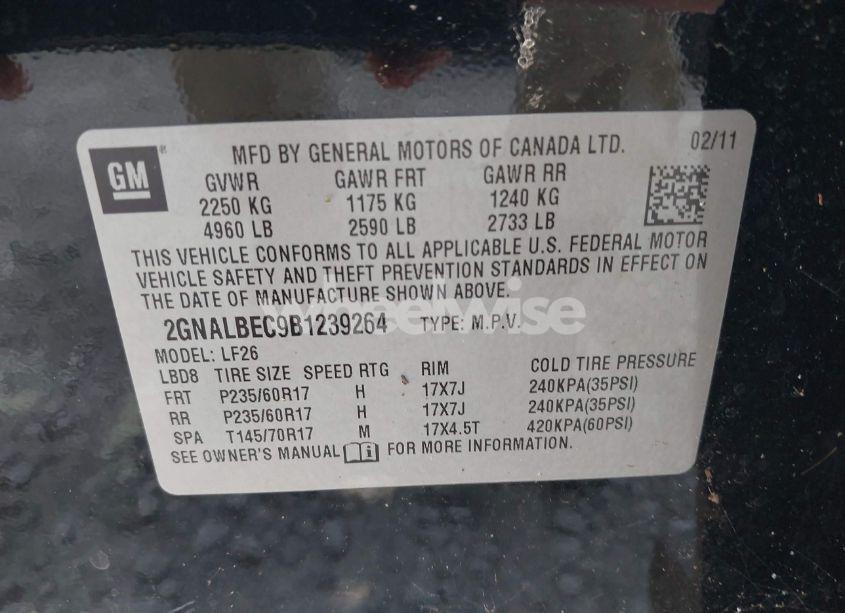 GM
MFD BY GENERAL MOTORS OF CANADA LTD. 02/11
GVWR GAWR FRT GAWR RR
2250 KG 1175 KG 1240 KG
4960 LB 2590 LB 2733 LB
THIS VEHICLE CONFORMS TO ALL APPLICABLE U.S. FEDERAL MOTOR
VEHICLE SAFETY AND THEFT PREVENTION STANDARDS IN EFFECT ON
THE DATE OF MANUFACTURE SHOWN ABOVE.
2GNALBEC9B1239264 TYPE: M.P.V.
MODEL: LF26
LBD8 TIRE SIZE SPEED RTG RIM COLD TIRE PRESSURE
FRT P235/60R17 H 17X7J 240KPA(35PSI)
RR P235/60R17 H 17X7J 240KPA(35PSI)
SPA T145/70R17 M 17X4.5T 420KPA(60PSI)
SEE OWNER'S MANUAL FOR MORE INFORMATION.